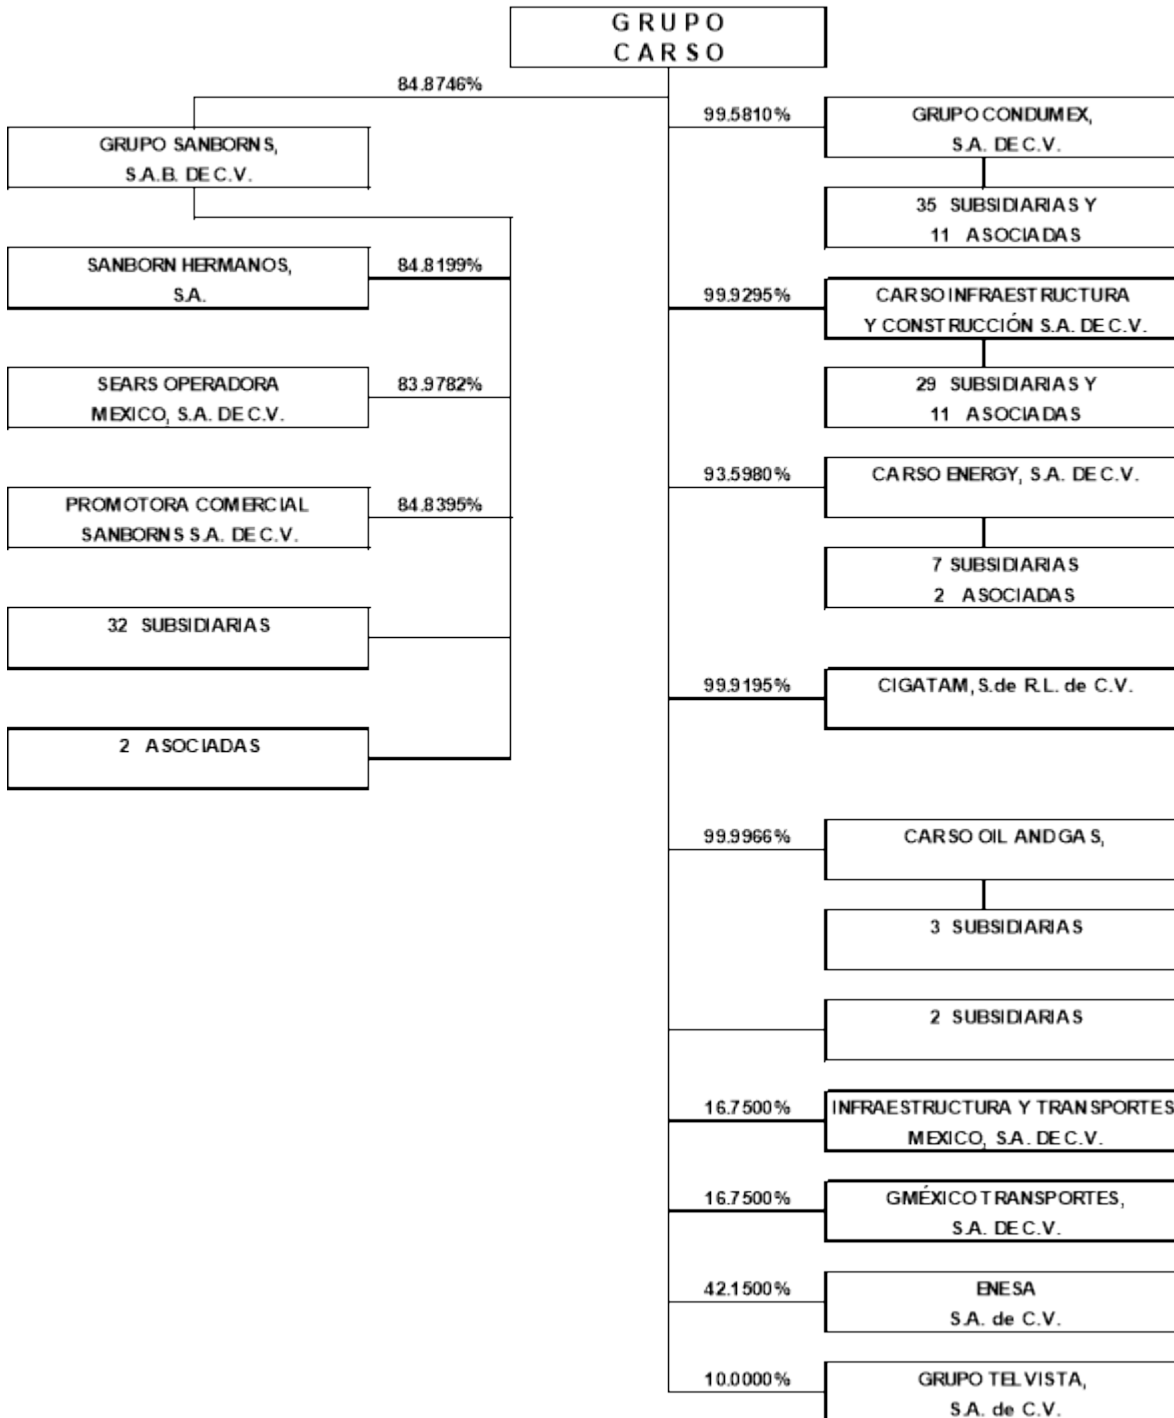 GRUPO
CARSO
84.8746%
GRUPO SANBORNS,
S.A.B. DE C.V.
SANBORN HERMANOS,
S.A.
84.8199%
SEARS OPERADORA
MEXICO, S.A. DE C.V.
83.9782%
PROMOTORA COMERCIAL
SANBORNS S.A. DE C.V.
84.8395%
32 SUBSIDIARIAS
2 ASOCIADAS
99.5810%
GRUPO CONDUMEX,
S.A. DE C.V.
35 SUBSIDIARIAS Y
11 ASOCIADAS
99.9295%
CARSO INFRAESTRUCTURA
Y CONSTRUCCIÓN S.A. DE C.V.
29 SUBSIDIARIAS Y
11 ASOCIADAS
93.5980%
CARSO ENERGY, S.A. DE C.V.
7 SUBSIDIARIAS
2 ASOCIADAS
99.9195%
CIGATAM, S.de R.L. de C.V.
99.9966%
CARSO OIL AND GAS,
3 SUBSIDIARIAS
2 SUBSIDIARIAS
16.7500%
INFRAESTRUCTURA Y TRANSPORTES
MEXICO, S.A. DE C.V.
16.7500%
GMÉXICO TRANSPORTES,
S.A. DE C.V.
42.1500%
ENESA
S.A. de C.V.
10.0000%
GRUPO TELVISTA,
S.A. de C.V.